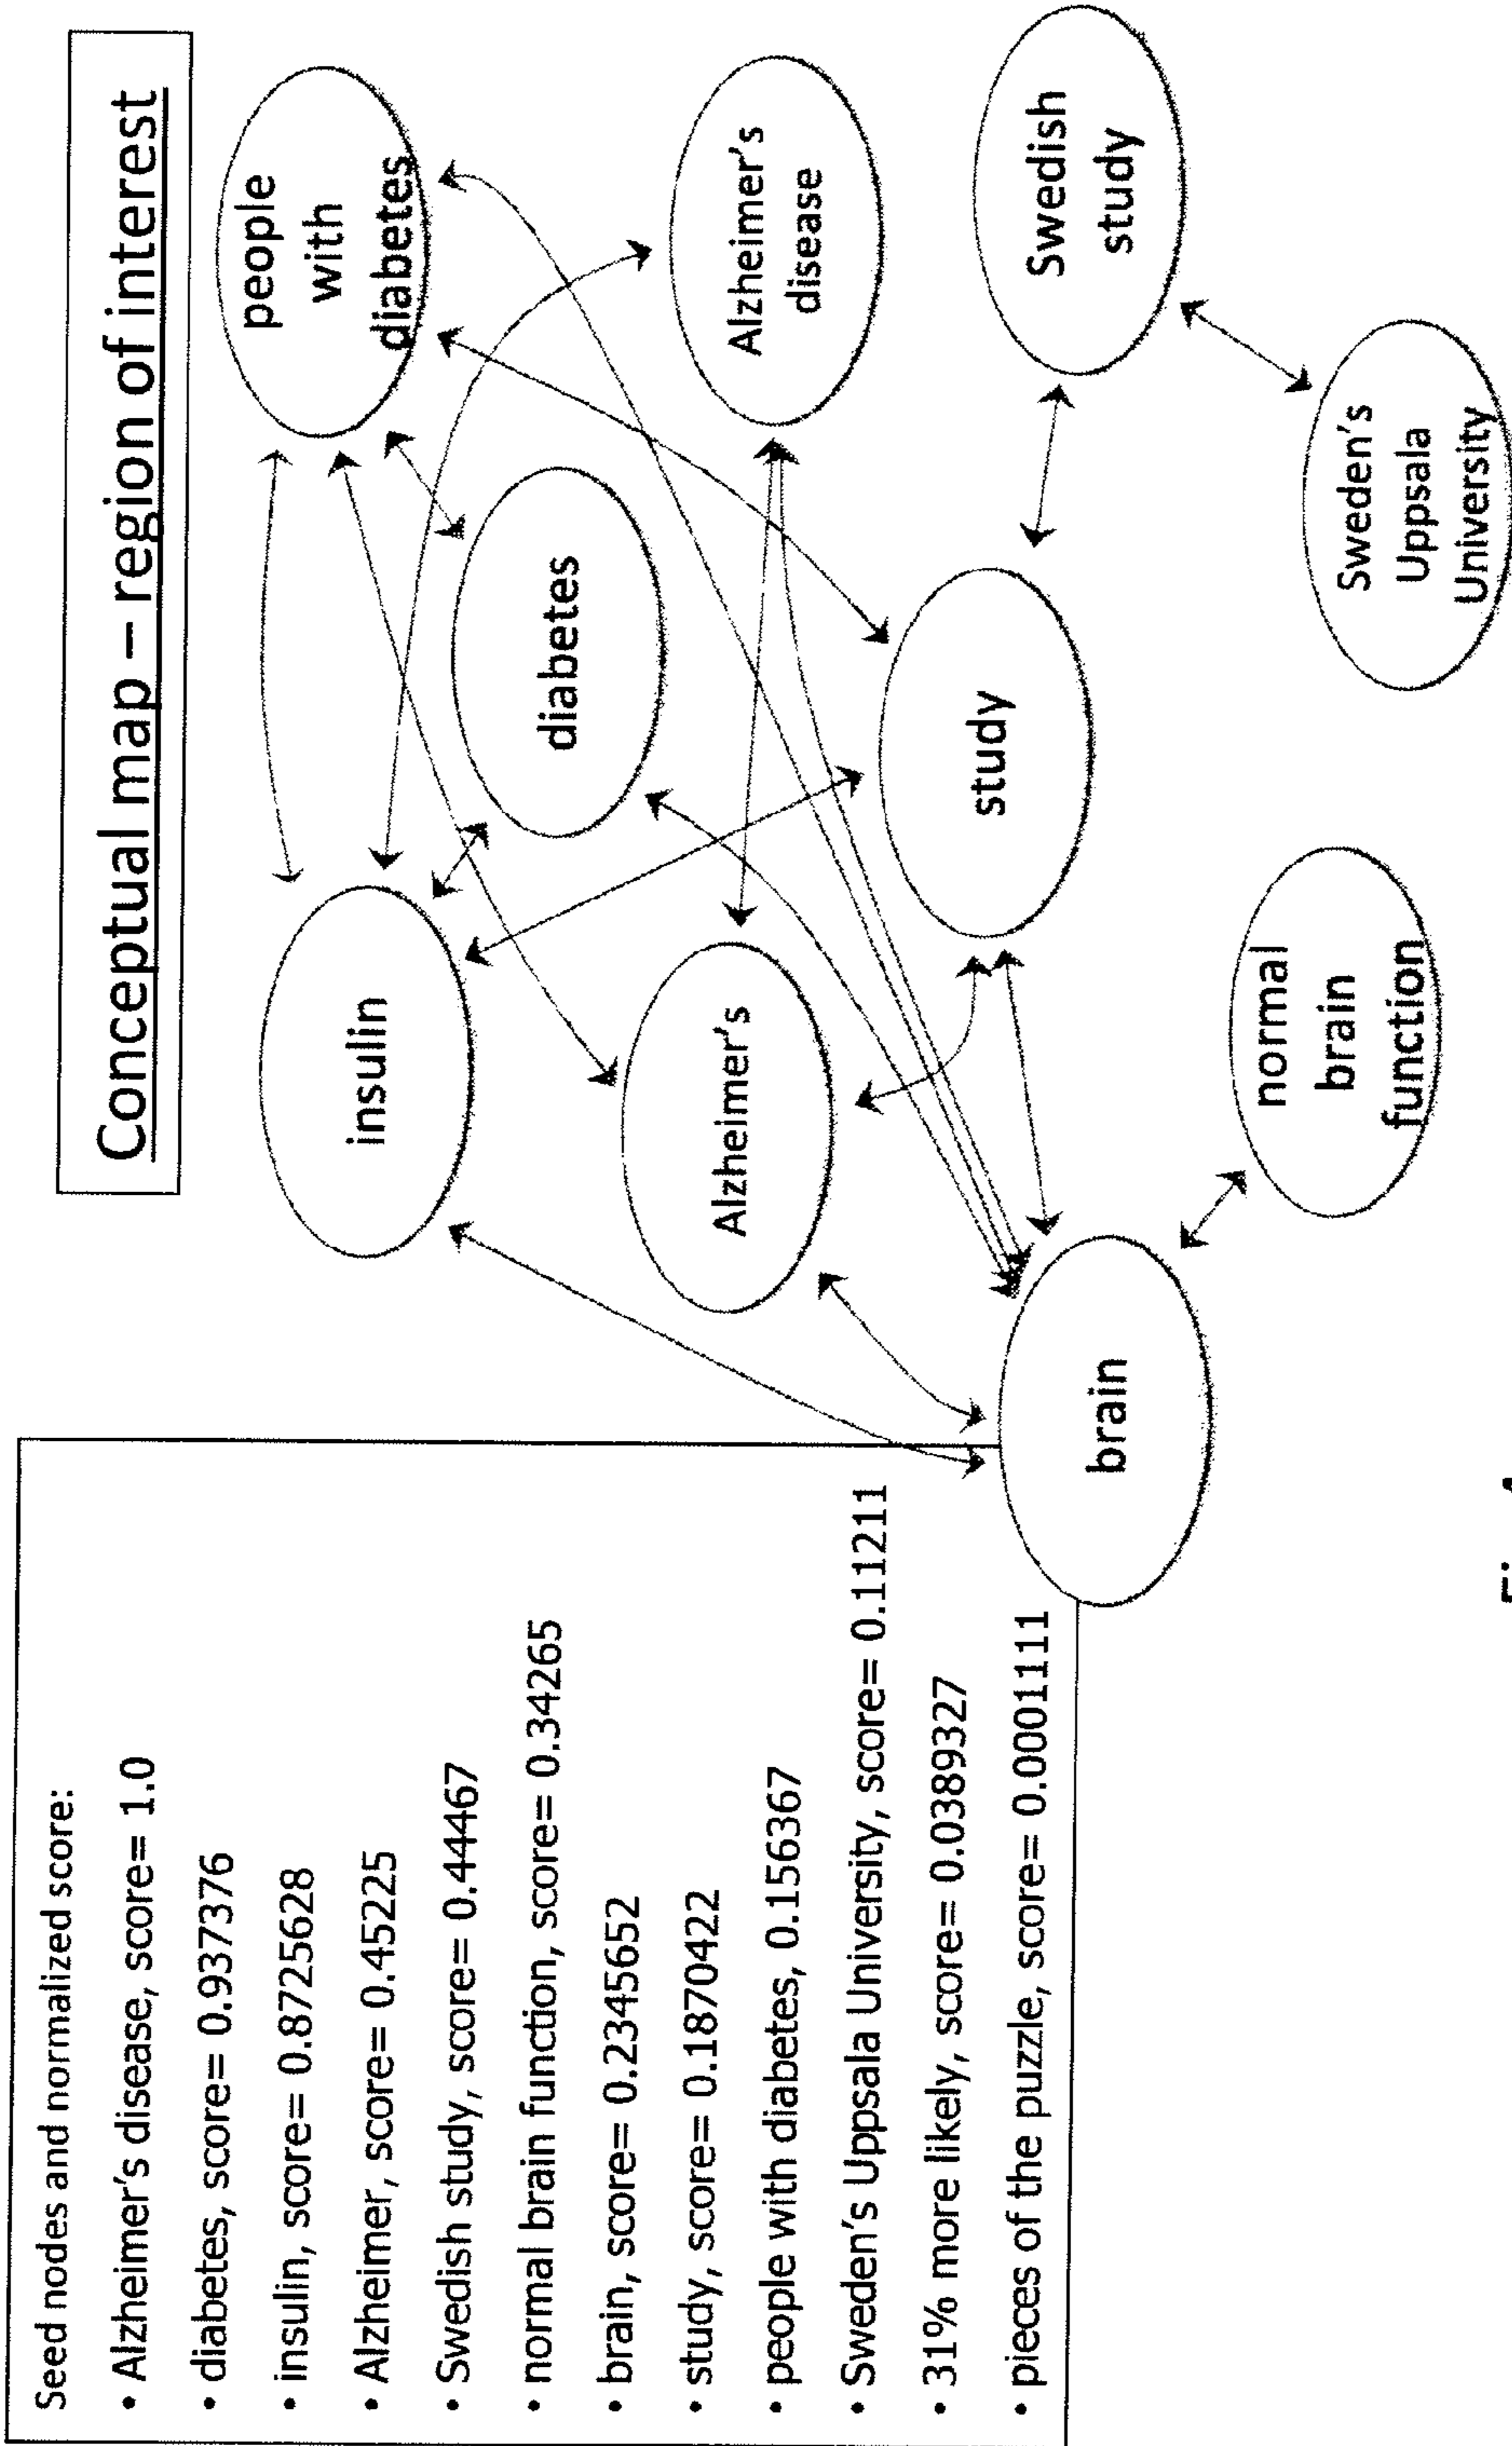 Conceptual map – region of interest
Seed nodes and normalized score:
• Alzheimer's disease, score= 1.0
• diabetes, score= 0.937376
• insulin, score= 0.8725628
• Alzheimer, score= 0.45225
• Swedish study, score= 0.44467
• normal brain function, score= 0.34265
• brain, score= 0.2345652
• study, score= 0.1870422
• people with diabetes, 0.156367
• Sweden's Uppsala University, score= 0.11211
• 31% more likely, score= 0.0389327
• pieces of the puzzle, score= 0.0001111
insulin
people
with
diabetes
diabetes
Alzheimer's
Alzheimer's
disease
study
Swedish
study
brain
normal
brain
function
Sweden's
Uppsala
University